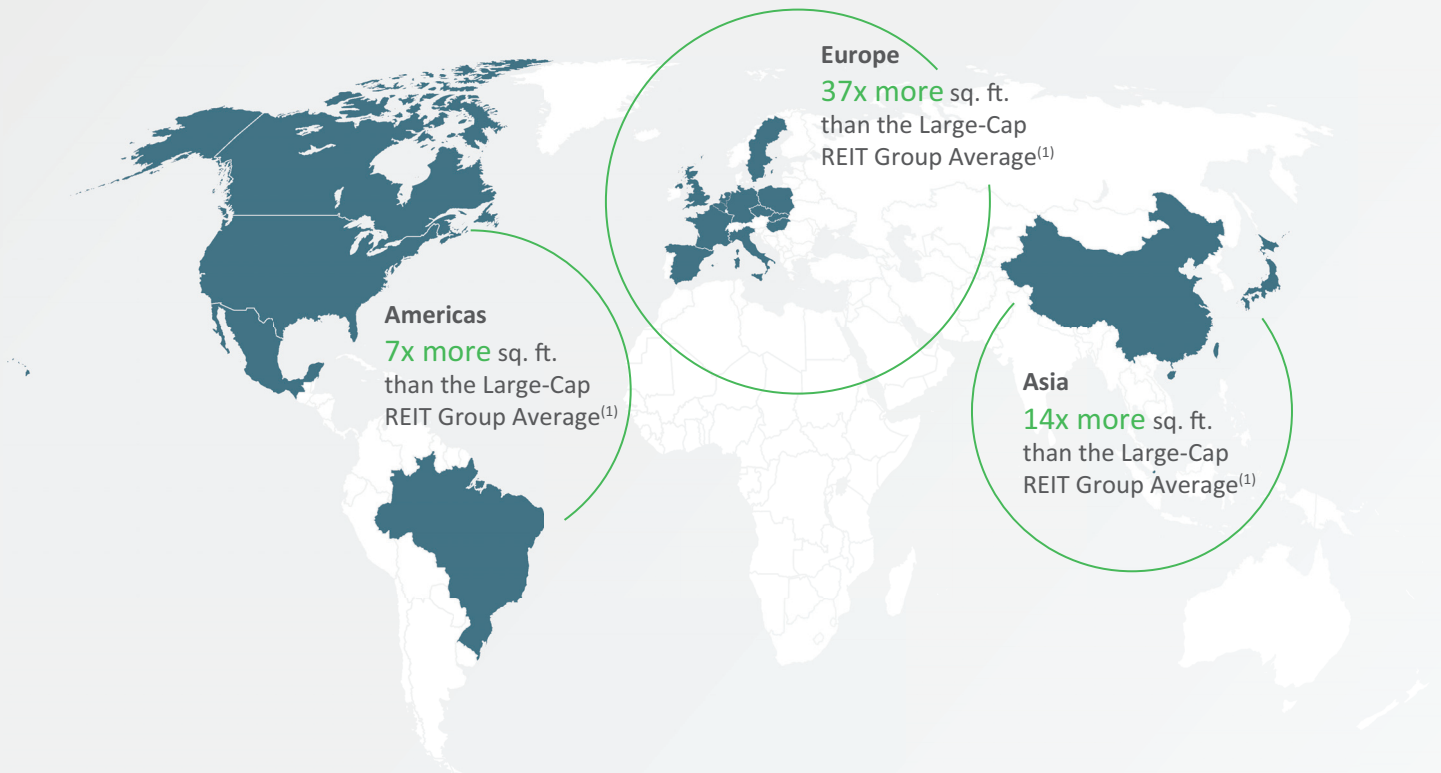 Europe
37x more sq. ft.
than the Large-Cap
REIT Group Average(1)
Americas
7x more sq. ft.
than the Large-Cap
REIT Group Average(1)
Asia
14x more sq. ft.
than the Large-Cap
REIT Group Average(1)